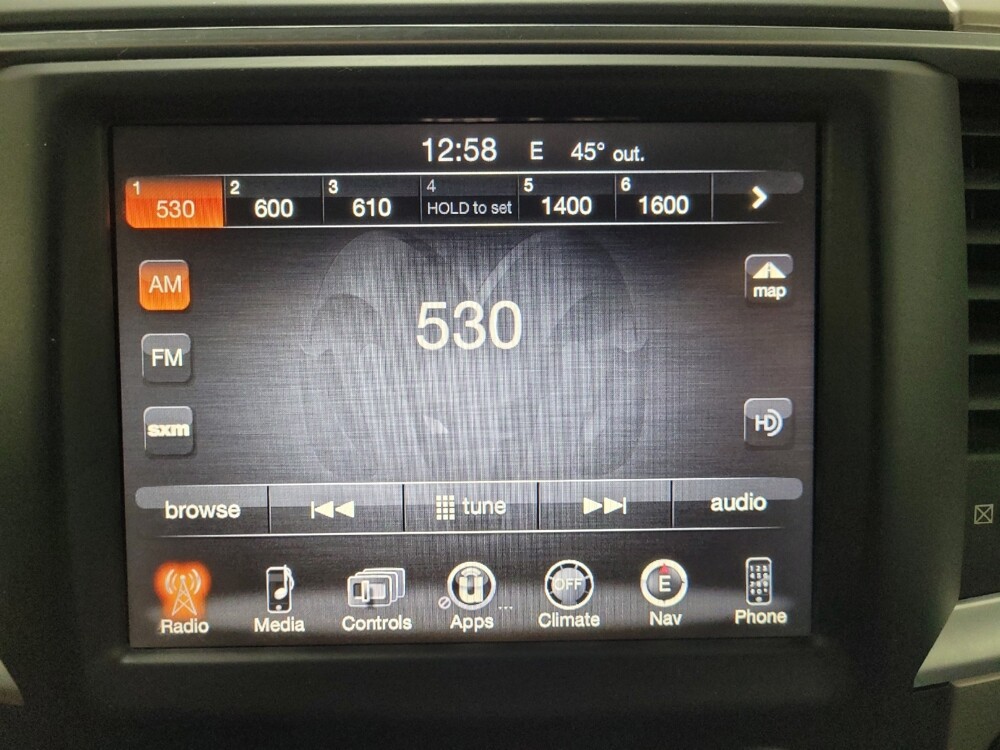 12:58 E 45° out.
1 2 3 4 5 6
530 600 610 HOLD to set 1400 1600
AM
map
530
FM
sxm
HD
browse tune audio
OFF E
Radio Media Controls Apps Climate Nav Phone